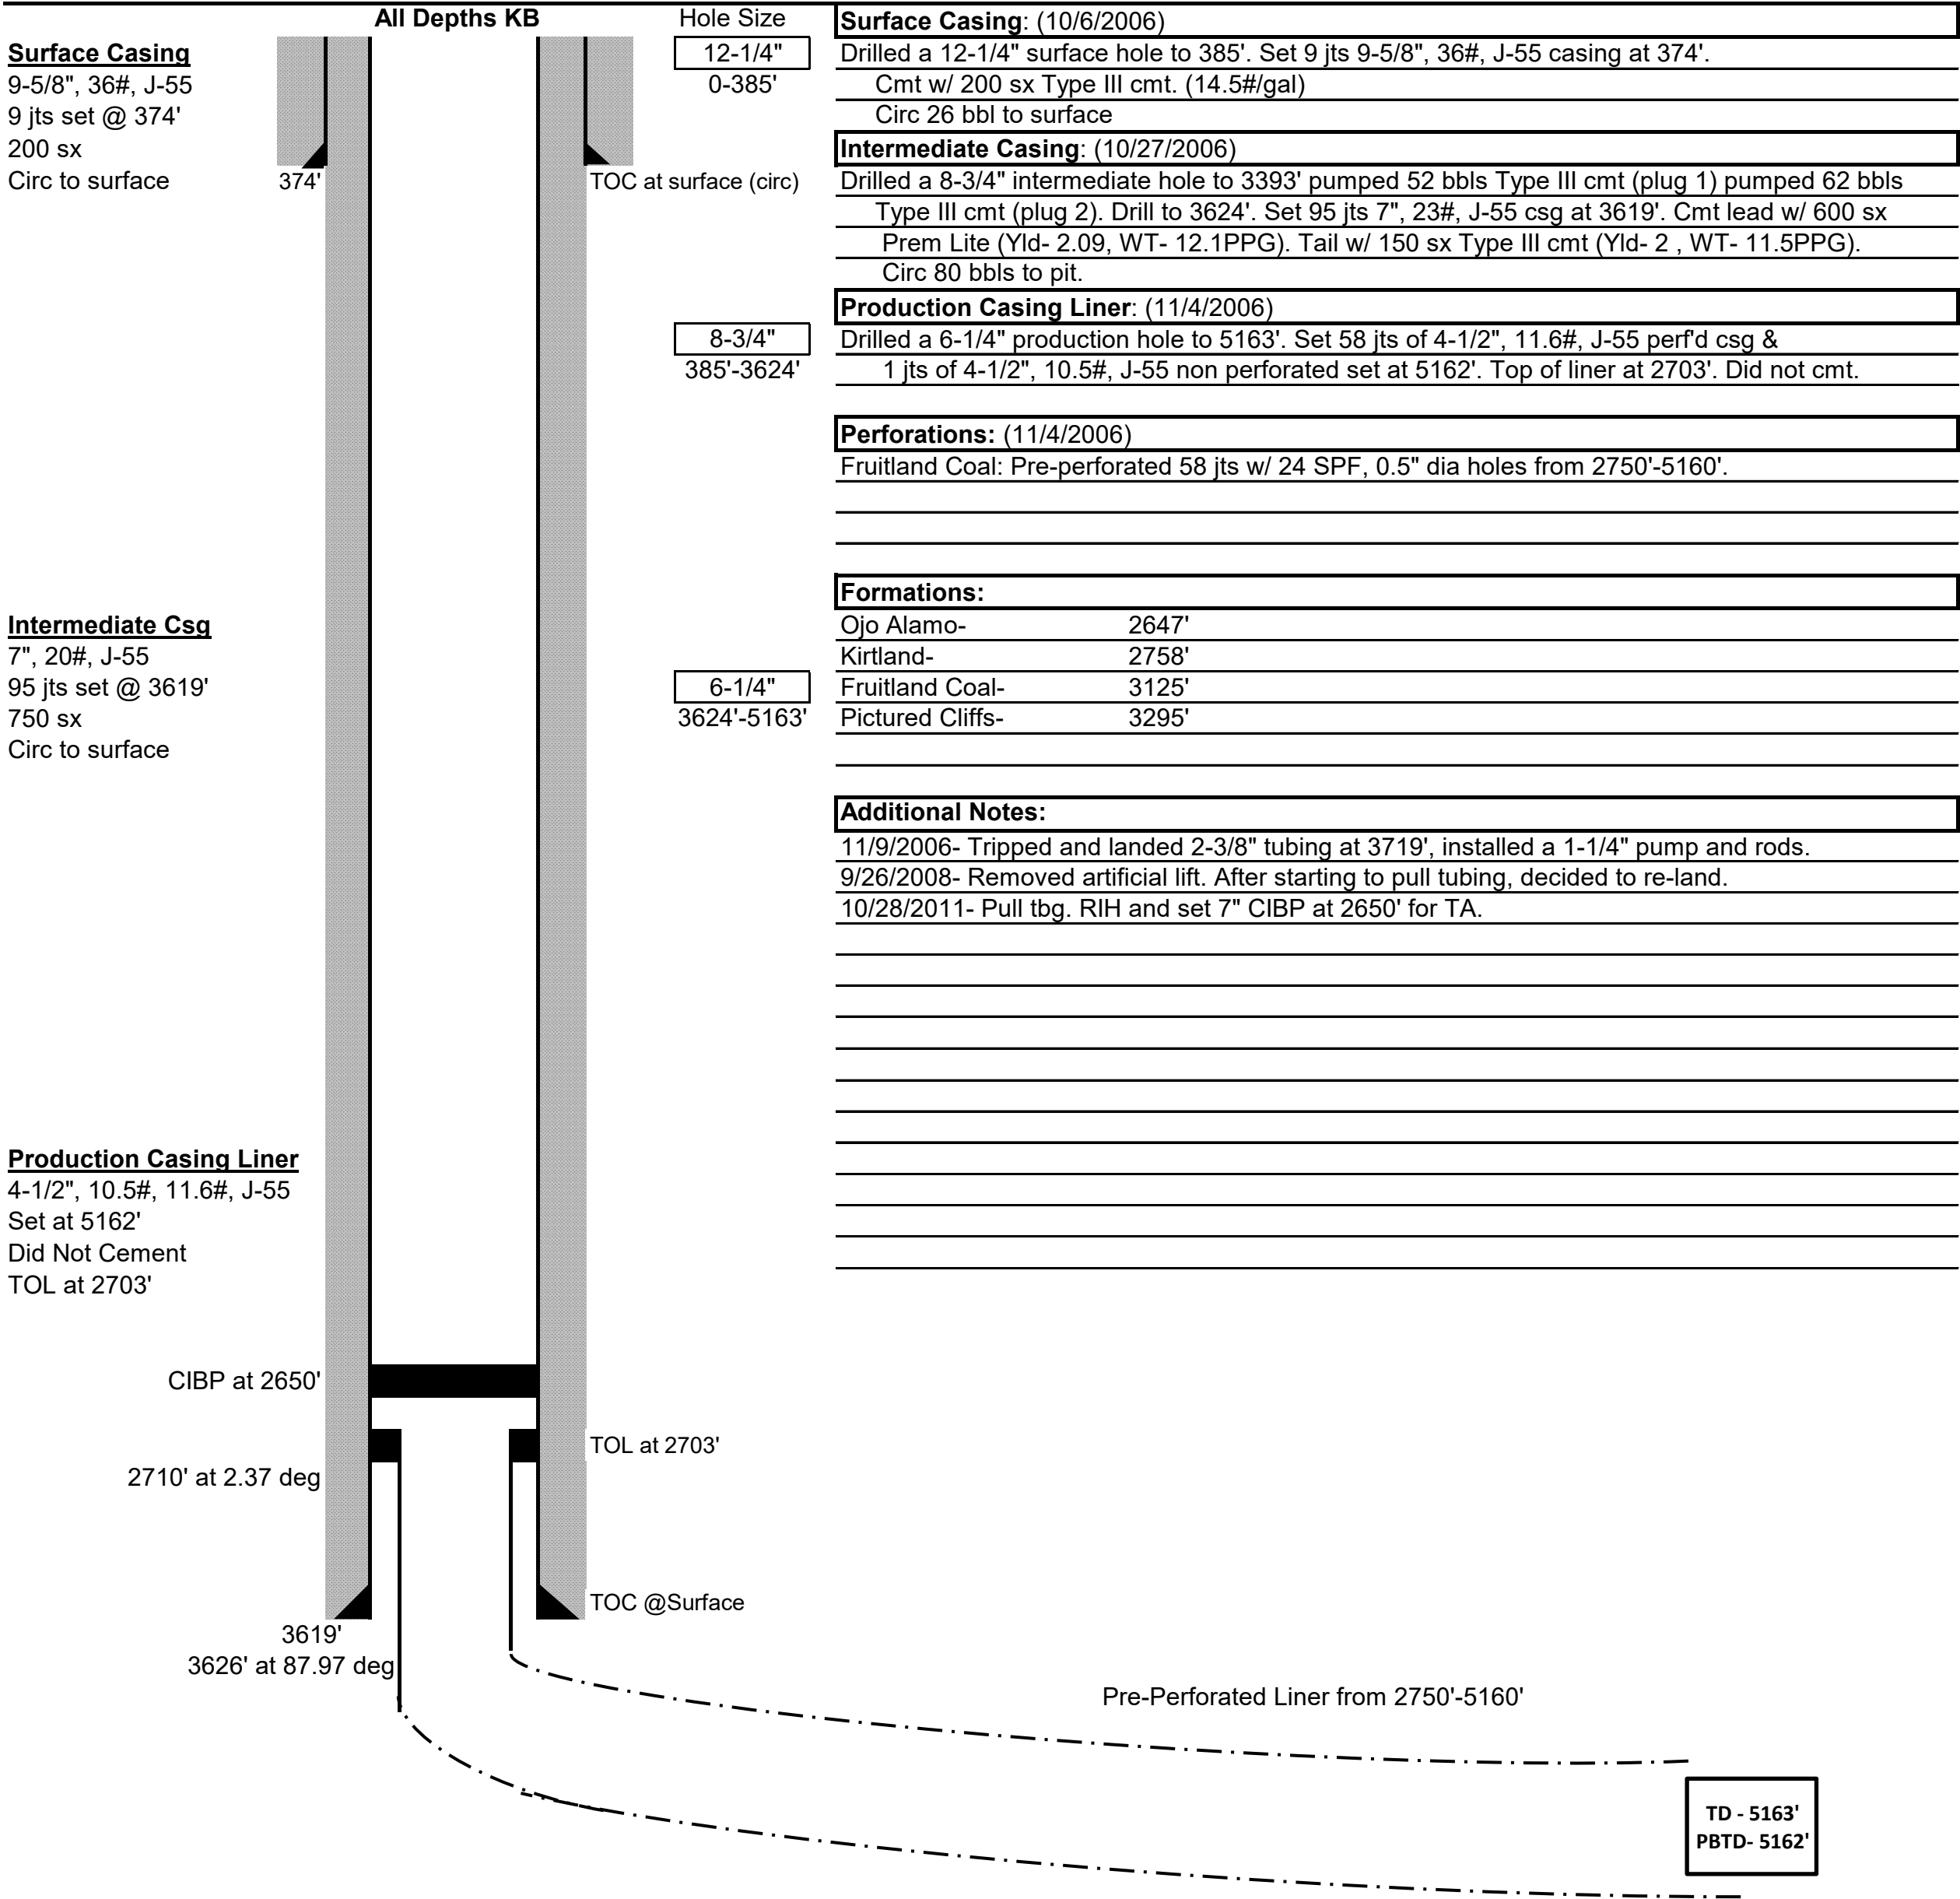 All Depths KB
Hole Size
Surface Casing
9-5/8", 36#, J-55
9 jts set @ 374'
200 sx
Circ to surface
374'
TOC at surface (circ)
12-1/4"
0-385'
Surface Casing: (10/6/2006)
Drilled a 12-1/4" surface hole to 385'. Set 9 jts 9-5/8", 36#, J-55 casing at 374'.
Cmt w/ 200 sx Type III cmt. (14.5#/gal)
Circ 26 bbl to surface
Intermediate Casing: (10/27/2006)
Drilled a 8-3/4" intermediate hole to 3393' pumped 52 bbls Type III cmt (plug 1) pumped 62 bbls
Type III cmt (plug 2). Drill to 3624'. Set 95 jts 7", 23#, J-55 csg at 3619'. Cmt lead w/ 600 sx
Prem Lite (Yld- 2.09, WT- 12.1PPG). Tail w/ 150 sx Type III cmt (Yld- 2 , WT- 11.5PPG).
Circ 80 bbls to pit.
Production Casing Liner: (11/4/2006)
8-3/4"
385'-3624'
Drilled a 6-1/4" production hole to 5163'. Set 58 jts of 4-1/2", 11.6#, J-55 perf'd csg &
1 jts of 4-1/2", 10.5#, J-55 non perforated set at 5162'. Top of liner at 2703'. Did not cmt.
Perforations: (11/4/2006)
Fruitland Coal: Pre-perforated 58 jts w/ 24 SPF, 0.5" dia holes from 2750'-5160'.
Formations:
Ojo Alamo- 2647'
Kirtland- 2758'
Fruitland Coal- 3125'
Pictured Cliffs- 3295'
Intermediate Csg
7", 20#, J-55
95 jts set @ 3619'
750 sx
Circ to surface
6-1/4"
3624'-5163'
Additional Notes:
11/9/2006- Tripped and landed 2-3/8" tubing at 3719', installed a 1-1/4" pump and rods.
9/26/2008- Removed artificial lift. After starting to pull tubing, decided to re-land.
10/28/2011- Pull tbg. RIH and set 7" CIBP at 2650' for TA.
Production Casing Liner
4-1/2", 10.5#, 11.6#, J-55
Set at 5162'
Did Not Cement
TOL at 2703'
CIBP at 2650'
TOL at 2703'
2710' at 2.37 deg
TOC @Surface
3619'
3626' at 87.97 deg
Pre-Perforated Liner from 2750'-5160'
TD - 5163'
PBTD- 5162'